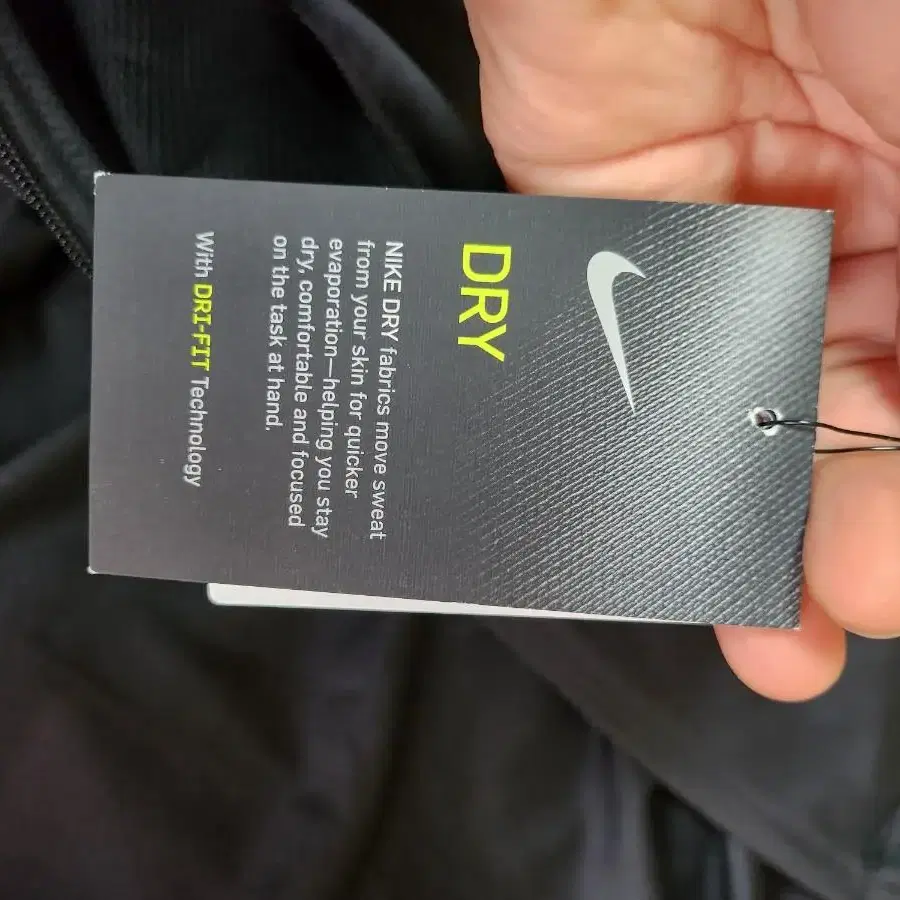 DRY
NIKE DRY fabrics move sweat
from your skin for quicker
evaporation—helping you stay
dry, comfortable and focused
on the task at hand.
With DRI-FIT Technology